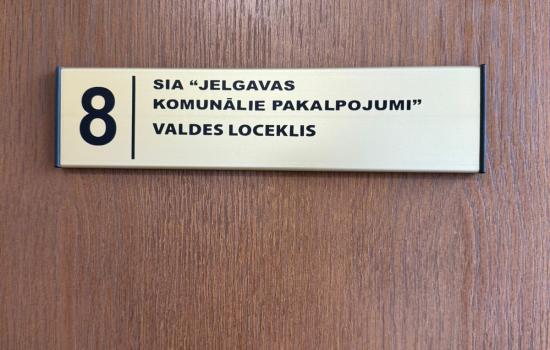 8
SIA “JELGAVAS
KOMUNĀLIE PAKALPOJUMI”
VALDES LOCEKLIS